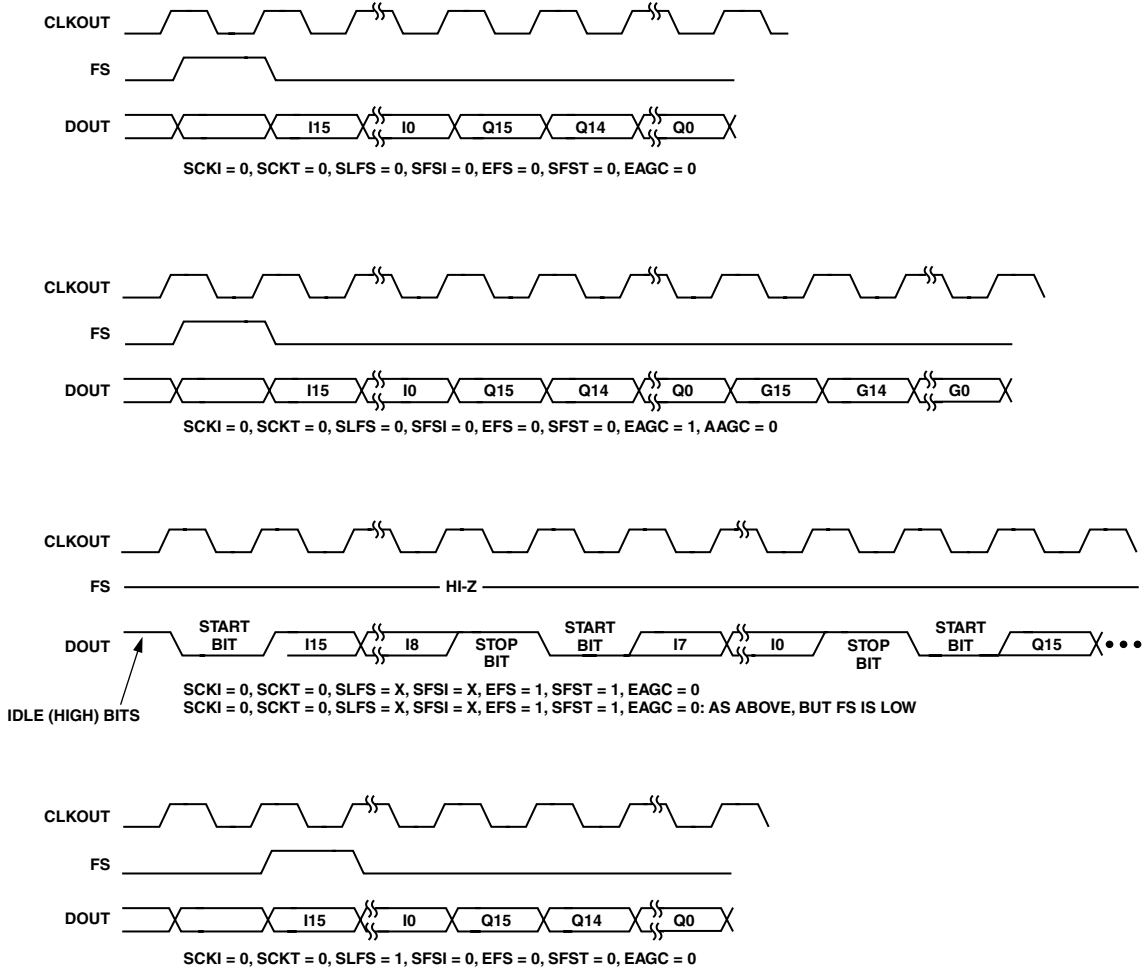 CLKOUT
FS
DOUT I15 I0 Q15 Q14 Q0
SCKI = 0, SCKT = 0, SLFS = 0, SFSI = 0, EFS = 0, SFST = 0, EAGC = 0
CLKOUT
FS
DOUT I15 I0 Q15 Q14 Q0 G15 G14 G0
SCKI = 0, SCKT = 0, SLFS = 0, SFSI = 0, EFS = 0, SFST = 0, EAGC = 1, AAGC = 0
CLKOUT
FS HI-Z
DOUT START BIT I15 I8 STOP BIT START BIT I7 I0 STOP BIT START BIT Q15
IDLE (HIGH) BITS
SCKI = 0, SCKT = 0, SLFS = X, SFSI = X, EFS = 1, SFST = 1, EAGC = 0
SCKI = 0, SCKT = 0, SLFS = X, SFSI = X, EFS = 1, SFST = 1, EAGC = 0: AS ABOVE, BUT FS IS LOW
CLKOUT
FS
DOUT I15 I0 Q15 Q14 Q0
SCKI = 0, SCKT = 0, SLFS = 1, SFSI = 0, EFS = 0, SFST = 0, EAGC = 0